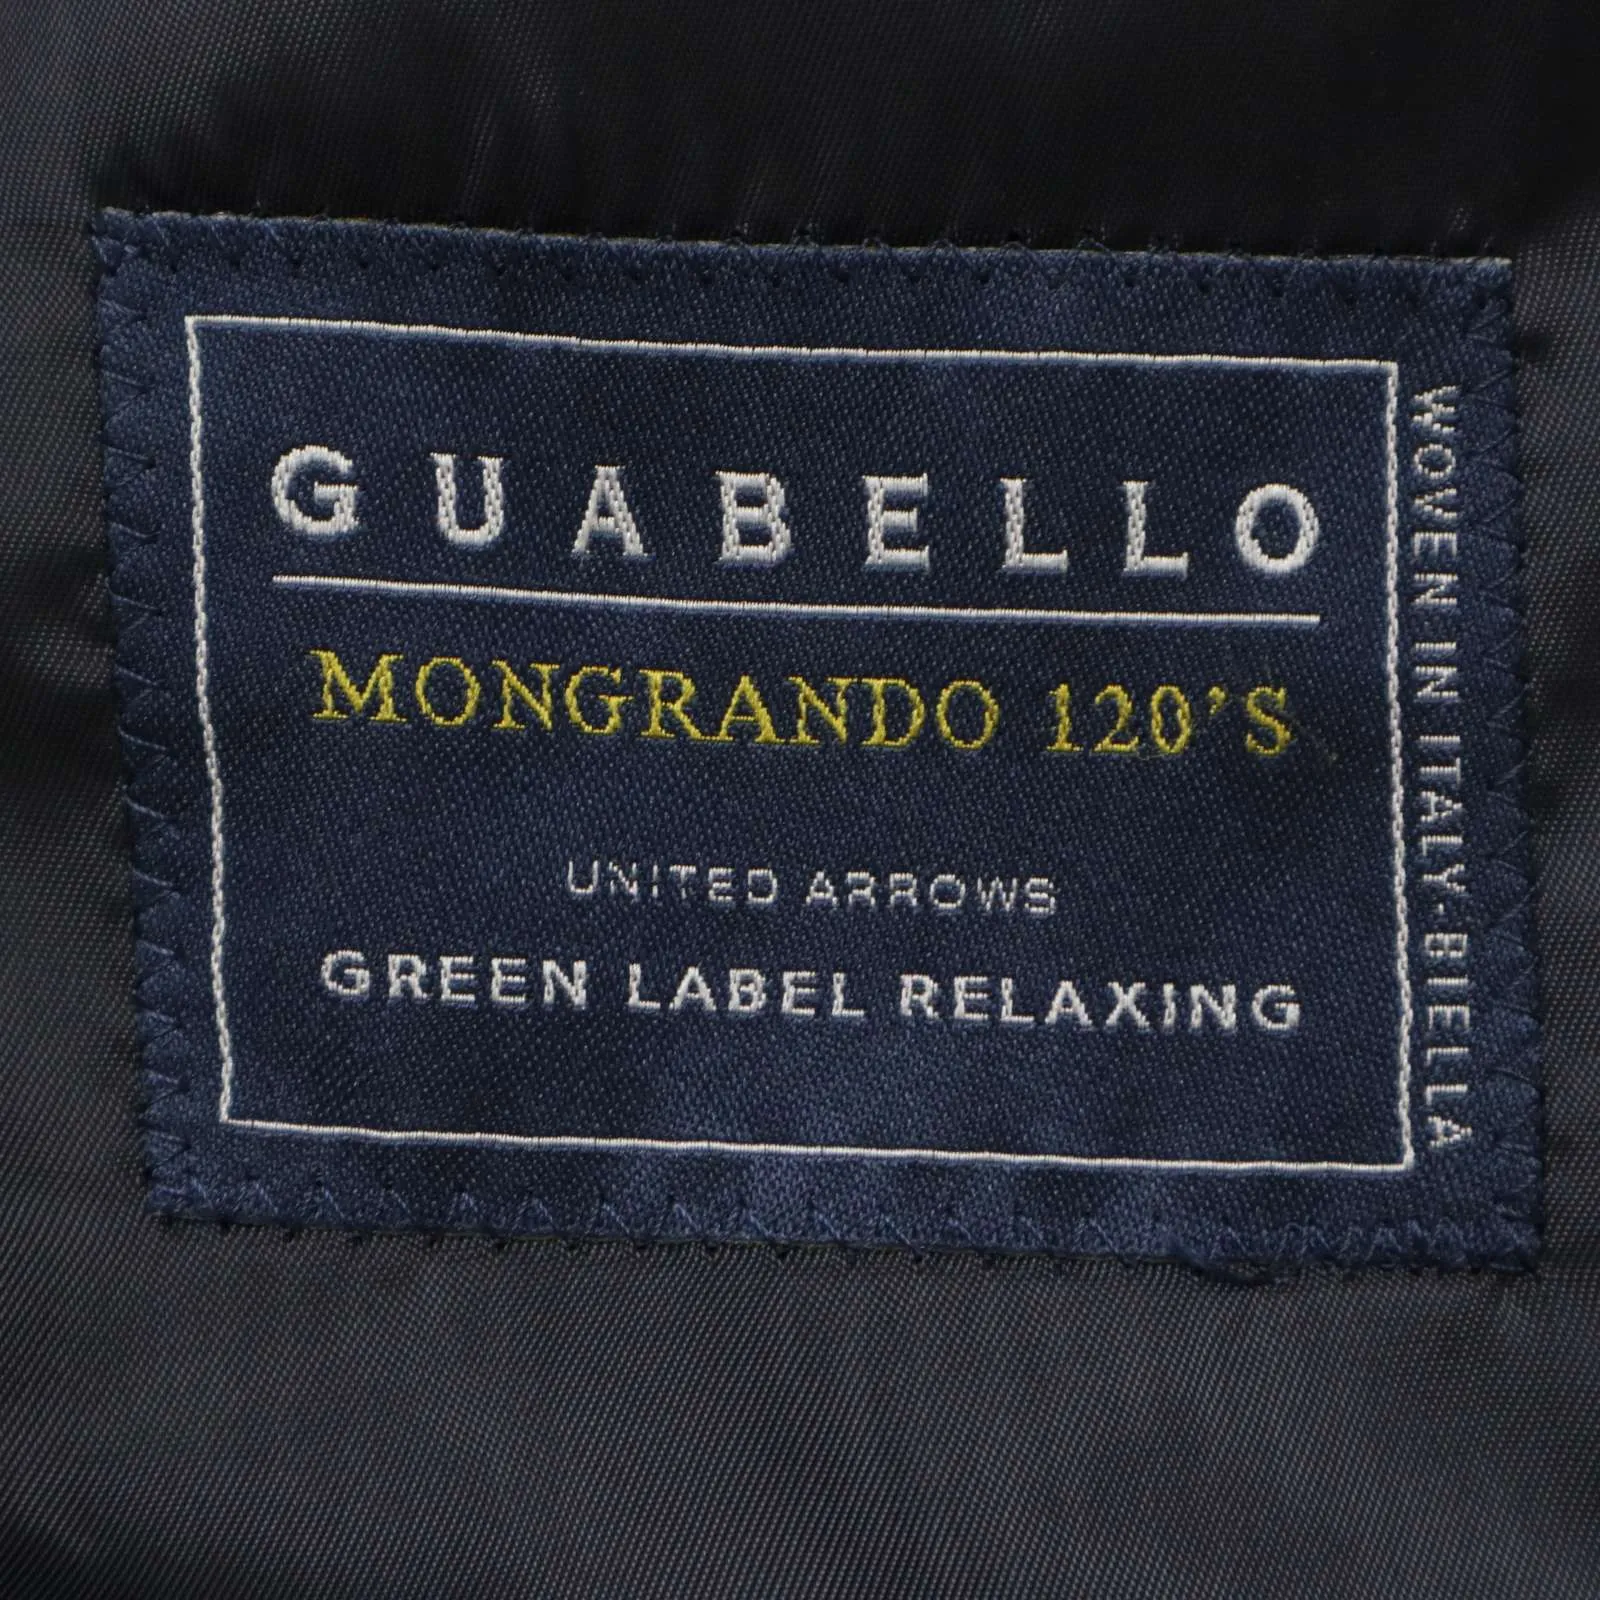 GUABELLO
MONGRANDO 120'S
UNITED ARROWS
GREEN LABEL RELAXING
WOVEN IN ITALY·BIELLA